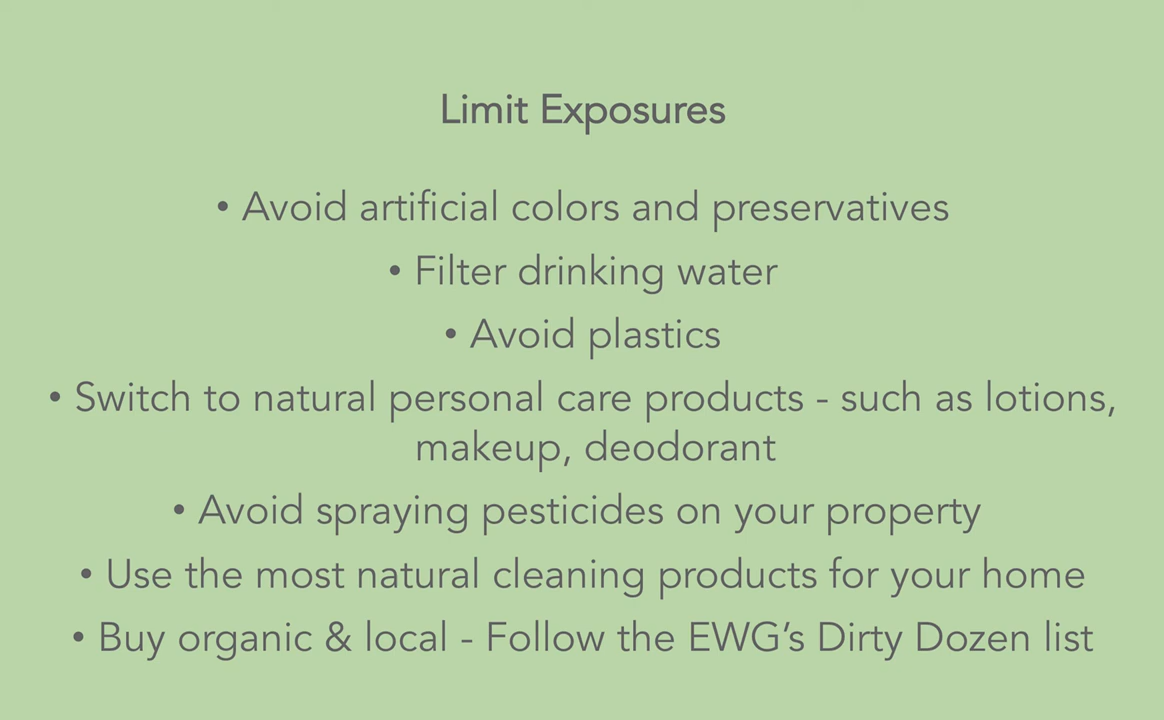 Limit Exposures
• Avoid artificial colors and preservatives
• Filter drinking water
• Avoid plastics
• Switch to natural personal care products - such as lotions,
makeup, deodorant
• Avoid spraying pesticides on your property
• Use the most natural cleaning products for your home
• Buy organic & local - Follow the EWG’s Dirty Dozen list